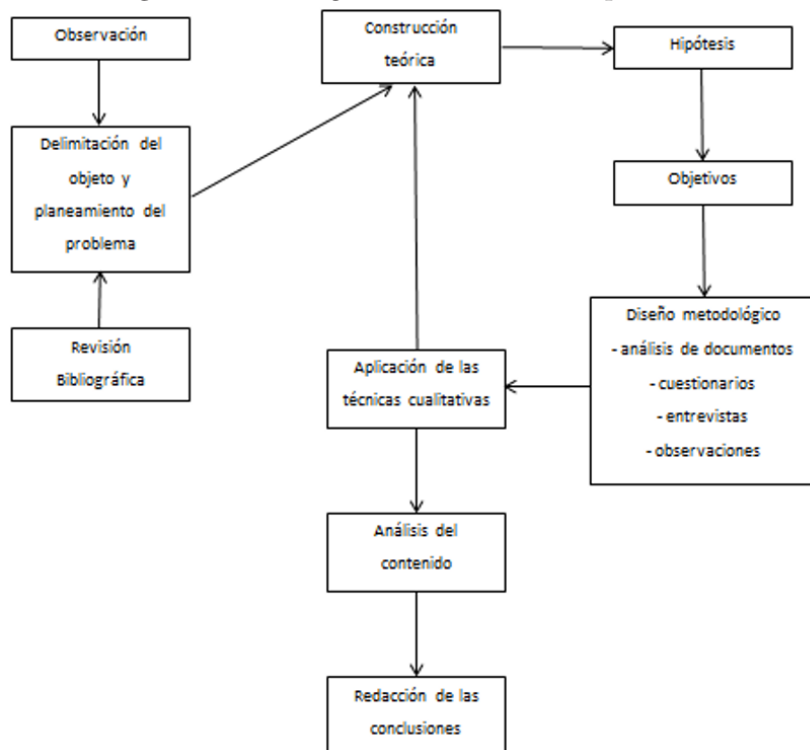 Observación
Delimitación del
objeto y
planeamiento del
problema
Revisión
Bibliográfica
Construcción
teórica
Hipótesis
Objetivos
Diseño metodológico
- análisis de documentos
- cuestionarios
- entrevistas
- observaciones
Aplicación de las
técnicas cualitativas
Análisis del
contenido
Redacción de las
conclusiones